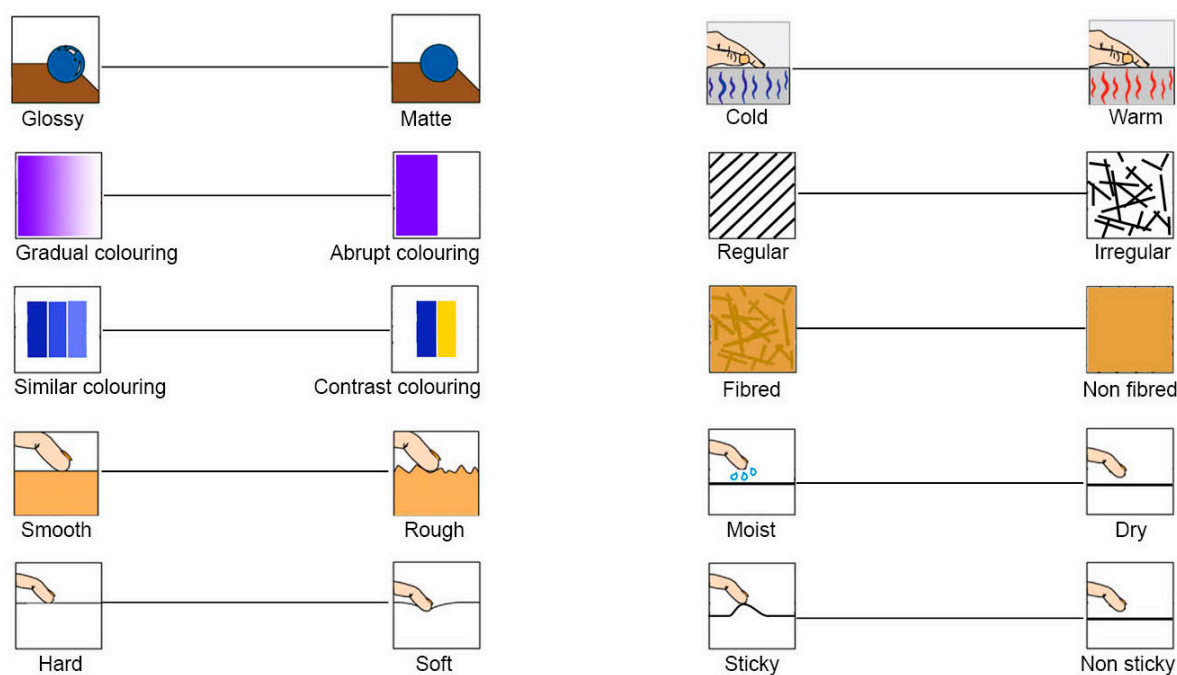 Glossy
Matte
Gradual colouring
Abrupt colouring
Similar colouring
Contrast colouring
Smooth
Rough
Hard
Soft
Cold
Warm
Regular
Irregular
Fibred
Non fibred
Moist
Dry
Sticky
Non sticky